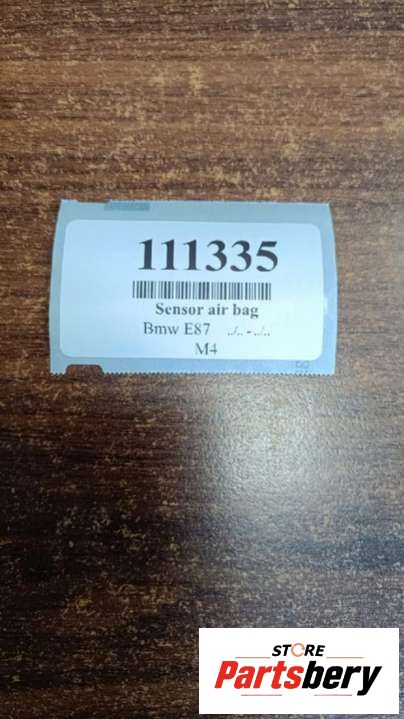 111335
Sensor air bag
Bmw E87 ../.. - ../..
M4
STORE
Partsbery